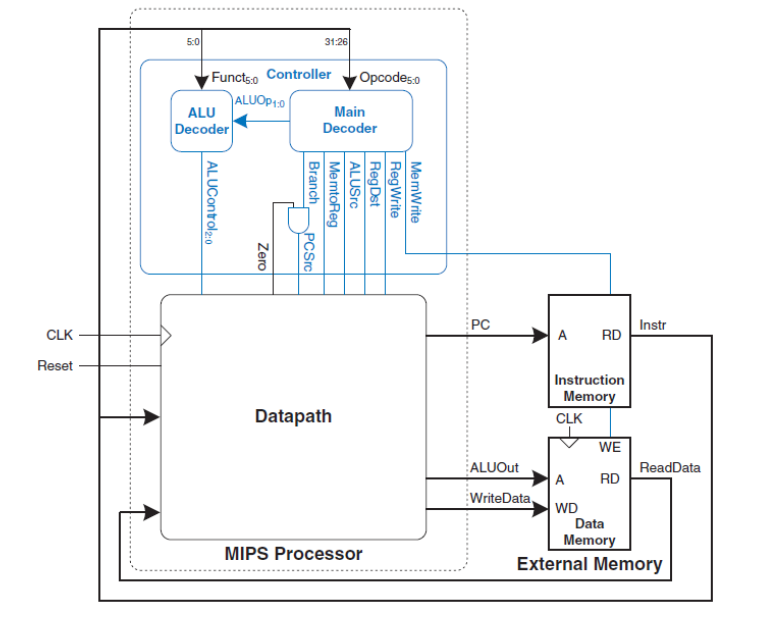 5:0
31:26
Funct5:0
Controller
Opcode5:0
ALUOp1:0
ALU
Decoder
Main
Decoder
ALUControl2:0
Zero
Branch
PCSrc
MemtoReg
ALUSrc
RegDst
RegWrite
MemWrite
CLK
Reset
Datapath
MIPS Processor
PC
A
RD
Instr
Instruction
Memory
CLK
WE
ALUOut
A
RD
ReadData
WriteData
WD
Data
Memory
External Memory